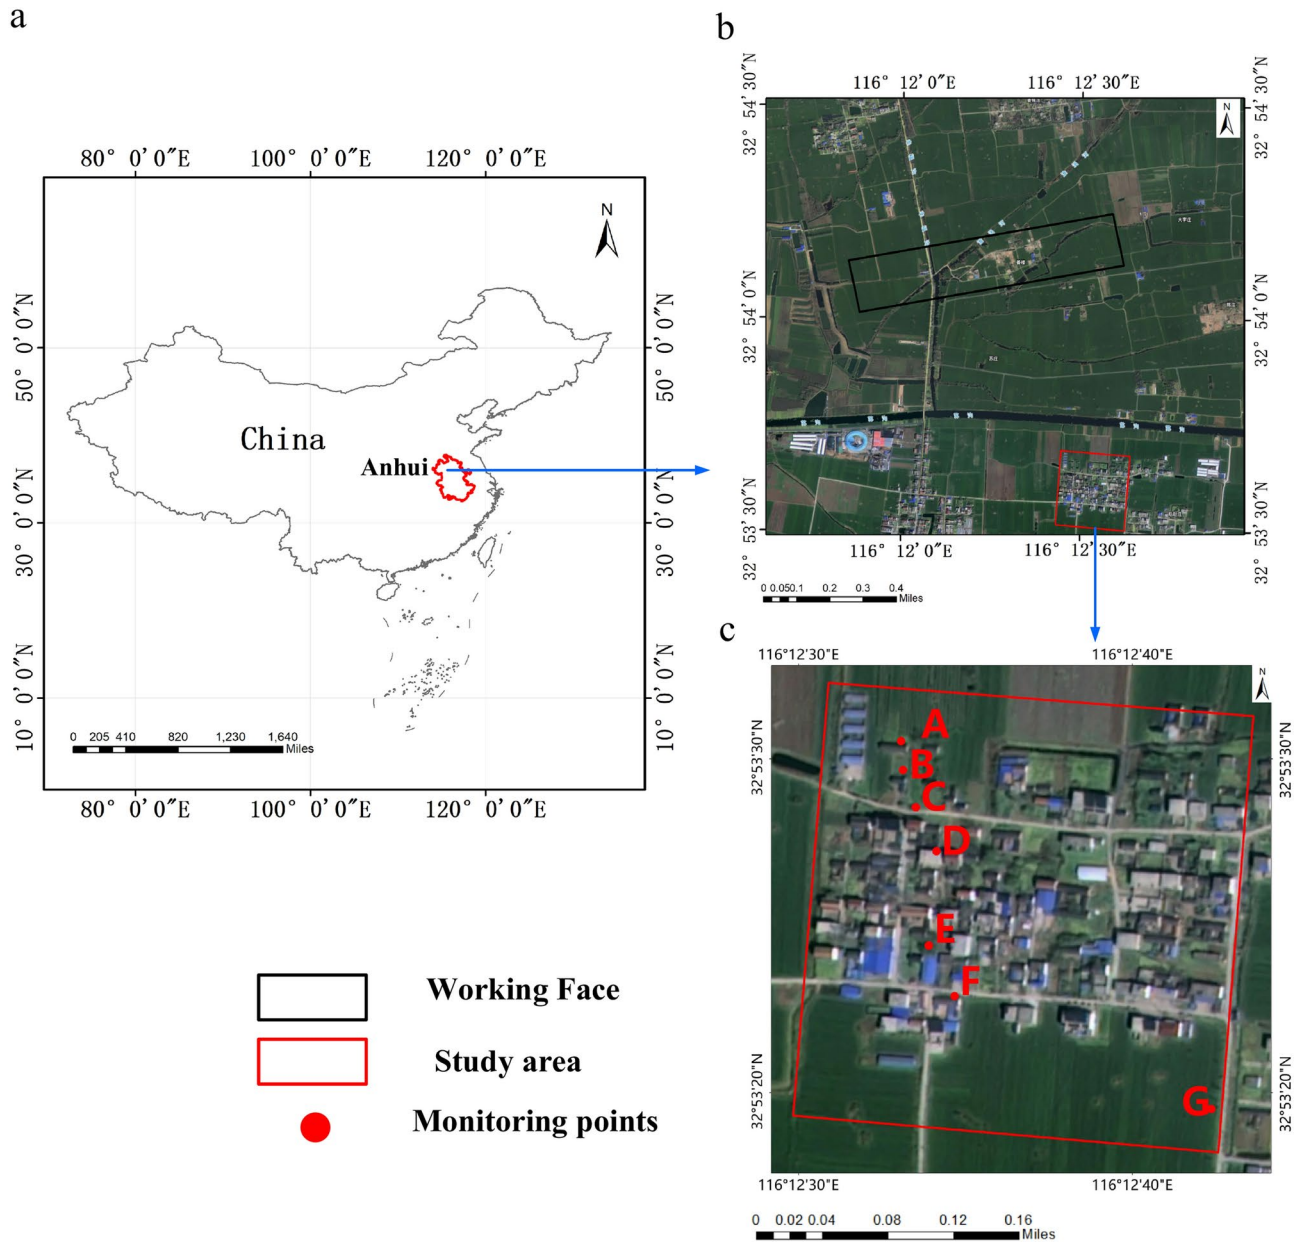 a
80° 0′0″E 100° 0′0″E 120° 0′0″E
N
50° 0′0″N
50° 0′0″N
China
Anhui
30° 0′0″N
30° 0′0″N
10° 0′0″N
10° 0′0″N
0 205 410 820 1,230 1,640
Miles
80° 0′0″E 100° 0′0″E 120° 0′0″E
b
116° 12′0″E 116° 12′30″E
N
32° 54′30″N
32° 54′30″N
32° 54′0″N
32° 54′0″N
32° 53′30″N
32° 53′30″N
116° 12′0″E 116° 12′30″E
0 0.050.1 0.2 0.3 0.4
Miles
c
116°12'30"E 116°12'40"E
N
A
B
C
D
E
F
G
32°53'30"N
32°53'30"N
32°53'20"N
32°53'20"N
116°12'30"E 116°12'40"E
0 0.02 0.04 0.08 0.12 0.16
Miles
Working Face
Study area
Monitoring points